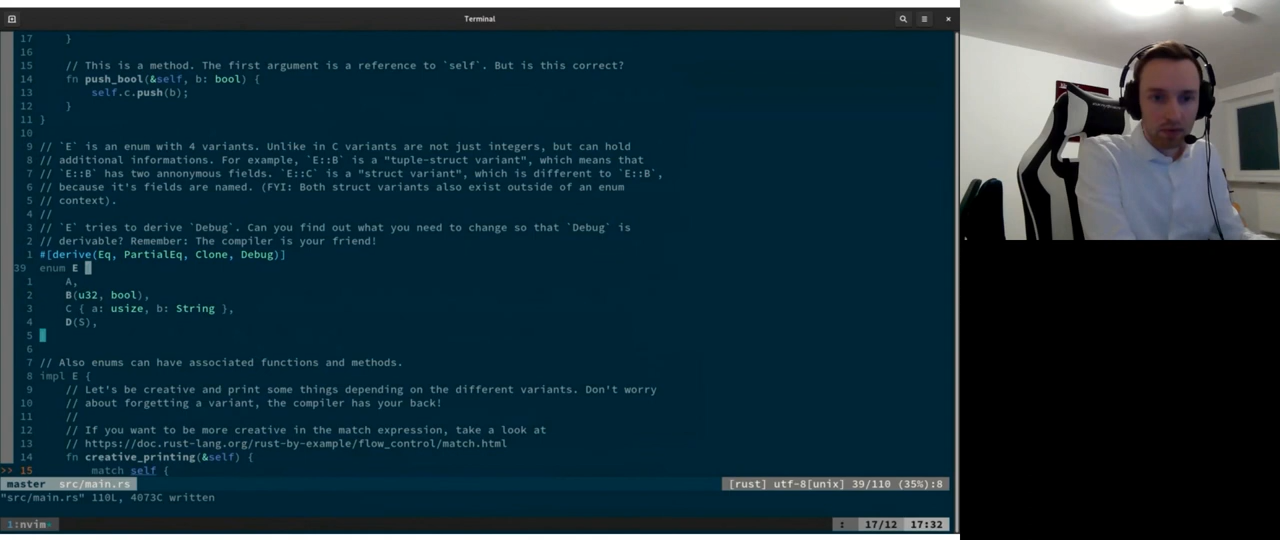 Terminal
17     }
16
15     // This is a method. The first argument is a reference to `self`. But is this correct?
14     fn push_bool(&self, b: bool) {
13         self.c.push(b);
12     }
11 }
10
9 // `E` is an enum with 4 variants. Unlike in C variants are not just integers, but can hold
8 // additional informations. For example, `E::B` is a "tuple-struct variant", which means that
7 // `E::B` has two annonymous fields. `E::C` is a "struct variant", which is different to `E::B`,
6 // because it's fields are named. (FYI: Both struct variants also exist outside of an enum
5 // context).
4 //
3 // `E` tries to derive `Debug`. Can you find out what you need to change so that `Debug` is
2 // derivable? Remember: The compiler is your friend!
1 #[derive(Eq, PartialEq, Clone, Debug)]
39 enum E
1     A,
2     B(u32, bool),
3     C { a: usize, b: String },
4     D(S),
5
6
7 // Also enums can have associated functions and methods.
8 impl E {
9     // Let's be creative and print some things depending on the different variants. Don't worry
10     // about forgetting a variant, the compiler has your back!
11     //
12     // If you want to be more creative in the match expression, take a look at
13     // https://doc.rust-lang.org/rust-by-example/flow_control/match.html
14     fn creative_printing(&self) {
>> 15         match self {
master src/main.rs [rust] utf-8[unix] 39/110 (35%):8
"src/main.rs" 110L, 4073C written
1:nvim* : 17/12 17:32